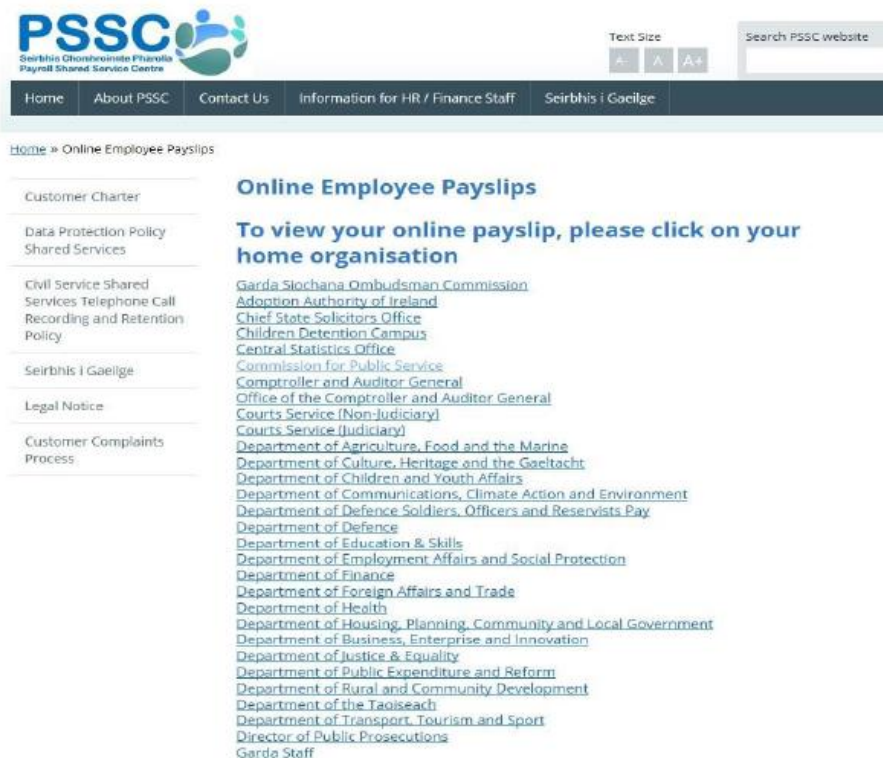 PSSC
Seirbhís Chomhroinnte Phárolla
Payroll Shared Service Centre
Text Size
A- A A+
Search PSSC website
Home About PSSC Contact Us Information for HR / Finance Staff Seirbhis i Gaeilge
Home » Online Employee Payslips
Customer Charter
Data Protection Policy
Shared Services
Civil Service Shared
Services Telephone Call
Recording and Retention
Policy
Seirbhis i Gaeilge
Legal Notice
Customer Complaints
Process
Online Employee Payslips
To view your online payslip, please click on your
home organisation
Garda Siochana Ombudsman Commission
Adoption Authority of Ireland
Chief State Solicitors Office
Children Detention Campus
Central Statistics Office
Commission for Public Service
Comptroller and Auditor General
Office of the Comptroller and Auditor General
Courts Service (Non-Judiciary)
Courts Service (Judiciary)
Department of Agriculture, Food and the Marine
Department of Culture, Heritage and the Gaeltacht
Department of Children and Youth Affairs
Department of Communications, Climate Action and Environment
Department of Defence Soldiers, Officers and Reservists Pay
Department of Defence
Department of Education & Skills
Department of Employment Affairs and Social Protection
Department of Finance
Department of Foreign Affairs and Trade
Department of Health
Department of Housing, Planning, Community and Local Government
Department of Business, Enterprise and Innovation
Department of Justice & Equality
Department of Public Expenditure and Reform
Department of Rural and Community Development
Department of the Taoiseach
Department of Transport, Tourism and Sport
Director of Public Prosecutions
Garda Staff